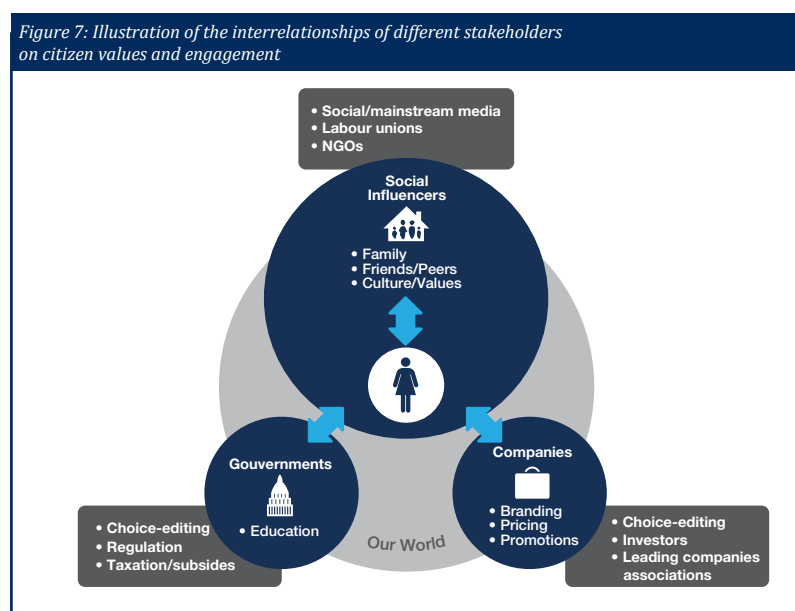 Figure 7: Illustration of the interrelationships of different stakeholders
on citizen values and engagement
• Social/mainstream media
• Labour unions
• NGOs
Social
Influencers
• Family
• Friends/Peers
• Culture/Values
Gouvernments
• Education
• Choice-editing
• Regulation
• Taxation/subsides
Companies
• Branding
• Pricing
• Promotions
• Choice-editing
• Investors
• Leading companies
associations
Our World